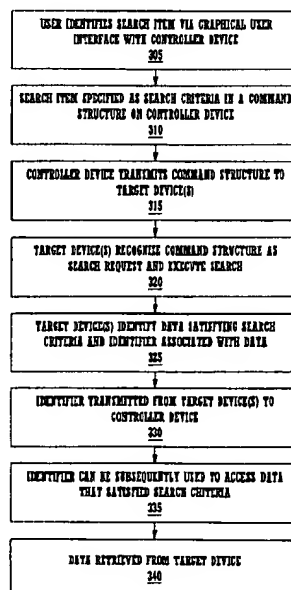 USER IDENTIFIES SEARCH ITEM VIA GRAPHICAL USER
INTERFACE WITH CONTROLLER DEVICE
305
SEARCH ITEM SPECIFIED AS SEARCH CRITERIA IN A COMMAND
STRUCTURE ON CONTROLLER DEVICE
310
CONTROLLER DEVICE TRANSMITS COMMAND STRUCTURE TO
TARGET DEVICE(S)
315
TARGET DEVICE(S) RECOGNISE COMMAND STRUCTURE AS
SEARCH REQUEST AND EXECUTE SEARCH
320
TARGET DEVICE(S) IDENTIFY DATA SATISFYING SEARCH
CRITERIA AND IDENTIFIER ASSOCIATED WITH DATA
325
IDENTIFIER TRANSMITTED FROM TARGET DEVICE(S) TO
CONTROLLER DEVICE
330
IDENTIFIER CAN BE SUBSEQUENTLY USED TO ACCESS DATA
THAT SATISFIED SEARCH CRITERIA
335
DATA RETRIEVED FROM TARGET DEVICE
340